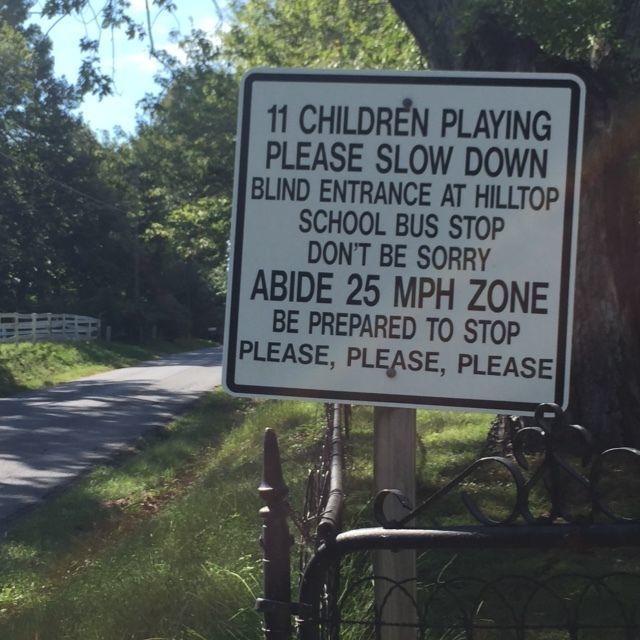 11 CHILDREN PLAYING
PLEASE SLOW DOWN
BLIND ENTRANCE AT HILLTOP
SCHOOL BUS STOP
DON'T BE SORRY
ABIDE 25 MPH ZONE
BE PREPARED TO STOP
PLEASE, PLEASE, PLEASE